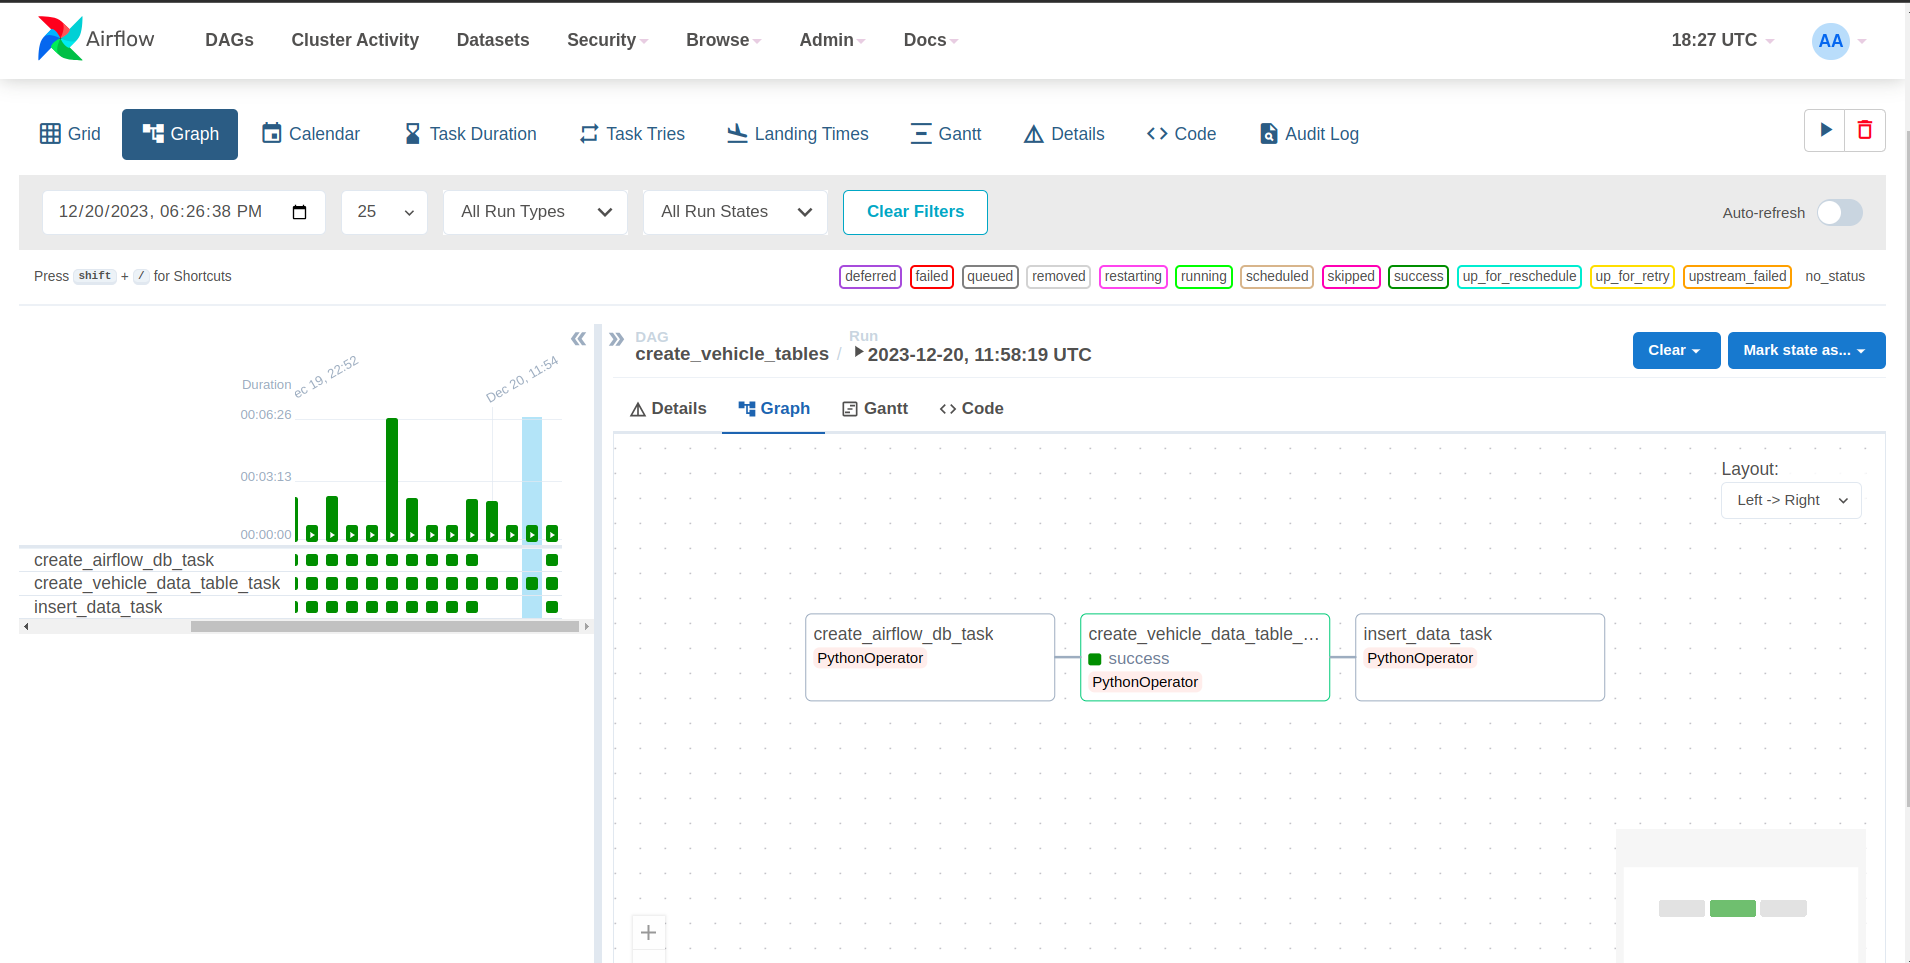 Airflow DAGs Cluster Activity Datasets Security Browse Admin Docs 18:27 UTC AA
Grid Graph Calendar Task Duration Task Tries Landing Times Gantt Details Code Audit Log
12/20/2023, 06:26:38 PM 25 All Run Types All Run States Clear Filters Auto-refresh
Press shift + / for Shortcuts deferred failed queued removed restarting running scheduled skipped success up_for_reschedule up_for_retry upstream_failed no_status
DAG
create_vehicle_tables /
Run
2023-12-20, 11:58:19 UTC
Clear Mark state as...
Duration
ec 19, 22:52
Dec 20, 11:54
00:06:26
00:03:13
00:00:00
create_airflow_db_task
create_vehicle_data_table_task
insert_data_task
Details Graph Gantt Code
Layout:
Left -> Right
create_airflow_db_task
PythonOperator
create_vehicle_data_table_...
success
PythonOperator
insert_data_task
PythonOperator